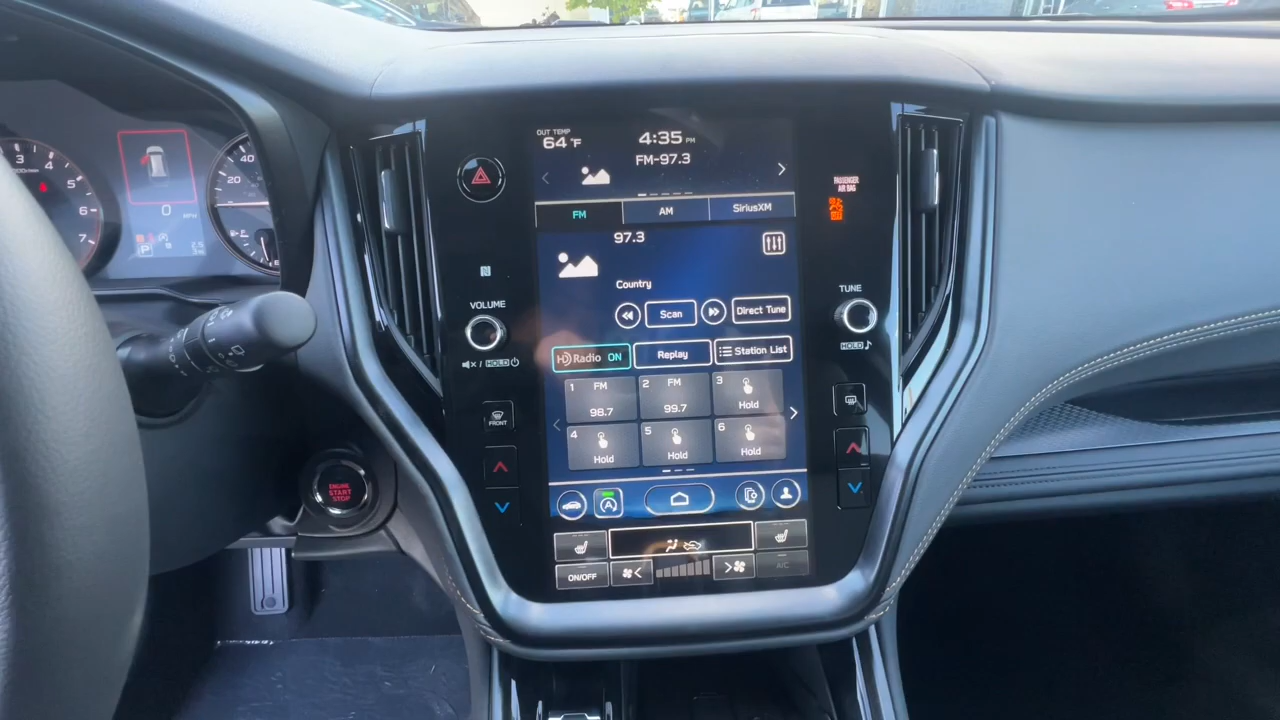 OUT TEMP
64°F
4:35 PM
FM-97.3
FM
AM
SiriusXM
97.3
Country
Scan
Direct Tune
HD Radio ON
Replay
Station List
1 FM
98.7
2 FM
99.7
3
Hold
4
Hold
5
Hold
6
Hold
A
ON/OFF
A/C
VOLUME
HOLD
FRONT
TUNE
HOLD
PASSENGER
AIR BAG
ENGINE
START
STOP
3
4
5
6
7
0
MPH
P
40
20